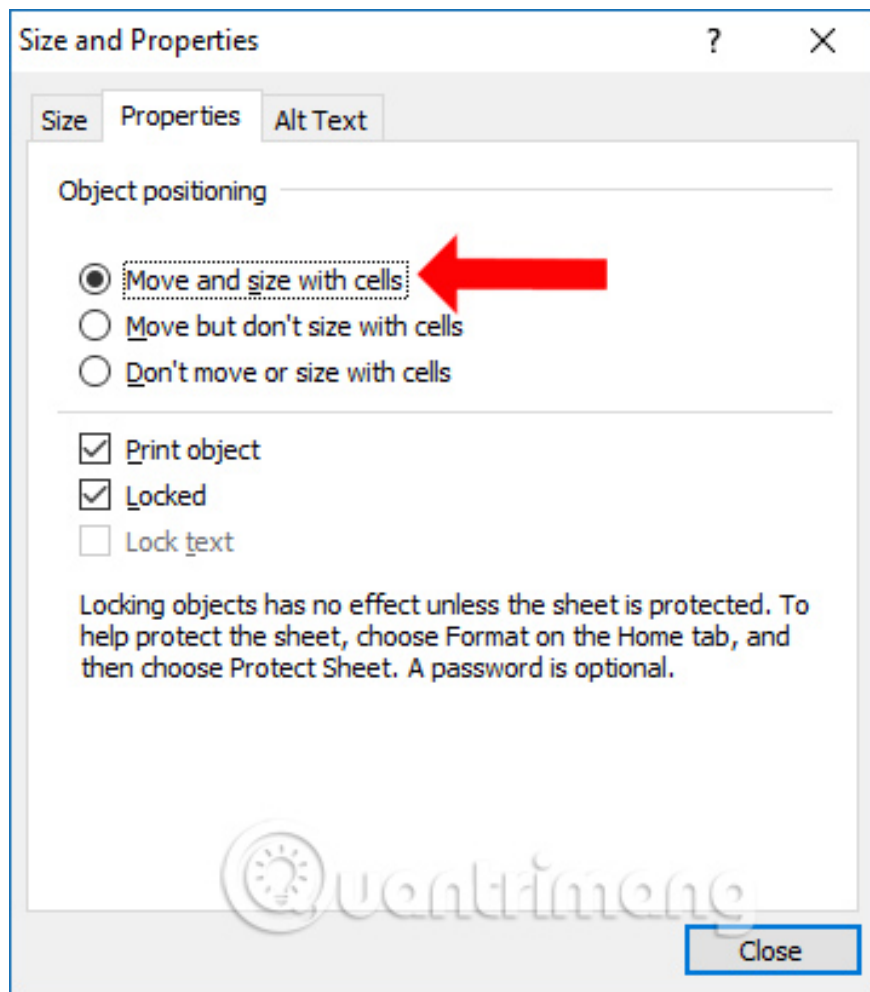 Size and Properties ?
Size Properties Alt Text
Object positioning
Move and size with cells
Move but don't size with cells
Don't move or size with cells
Print object
Locked
Lock text
Locking objects has no effect unless the sheet is protected. To
help protect the sheet, choose Format on the Home tab, and
then choose Protect Sheet. A password is optional.
Quantrimang
Close